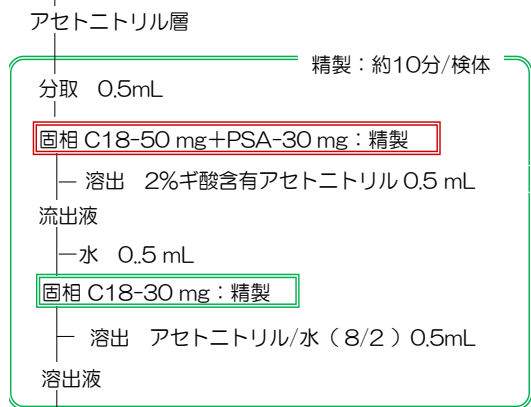 アセトニトリル層
精製：約10分/検体
分取　0.5mL
固相 C18-50 mg＋PSA-30 mg：精製
溶出　2%ギ酸含有アセトニトリル 0.5 mL
流出液
水　0..5 mL
固相 C18-30 mg：精製
溶出　アセトニトリル/水（ 8/2 ）0.5mL
溶出液